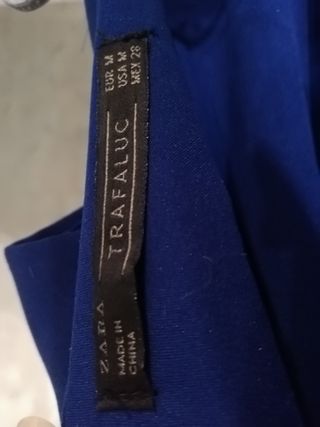 ZARA
MADE IN
CHINA
TRAFALUC
EUR M
USA M
MEX 28